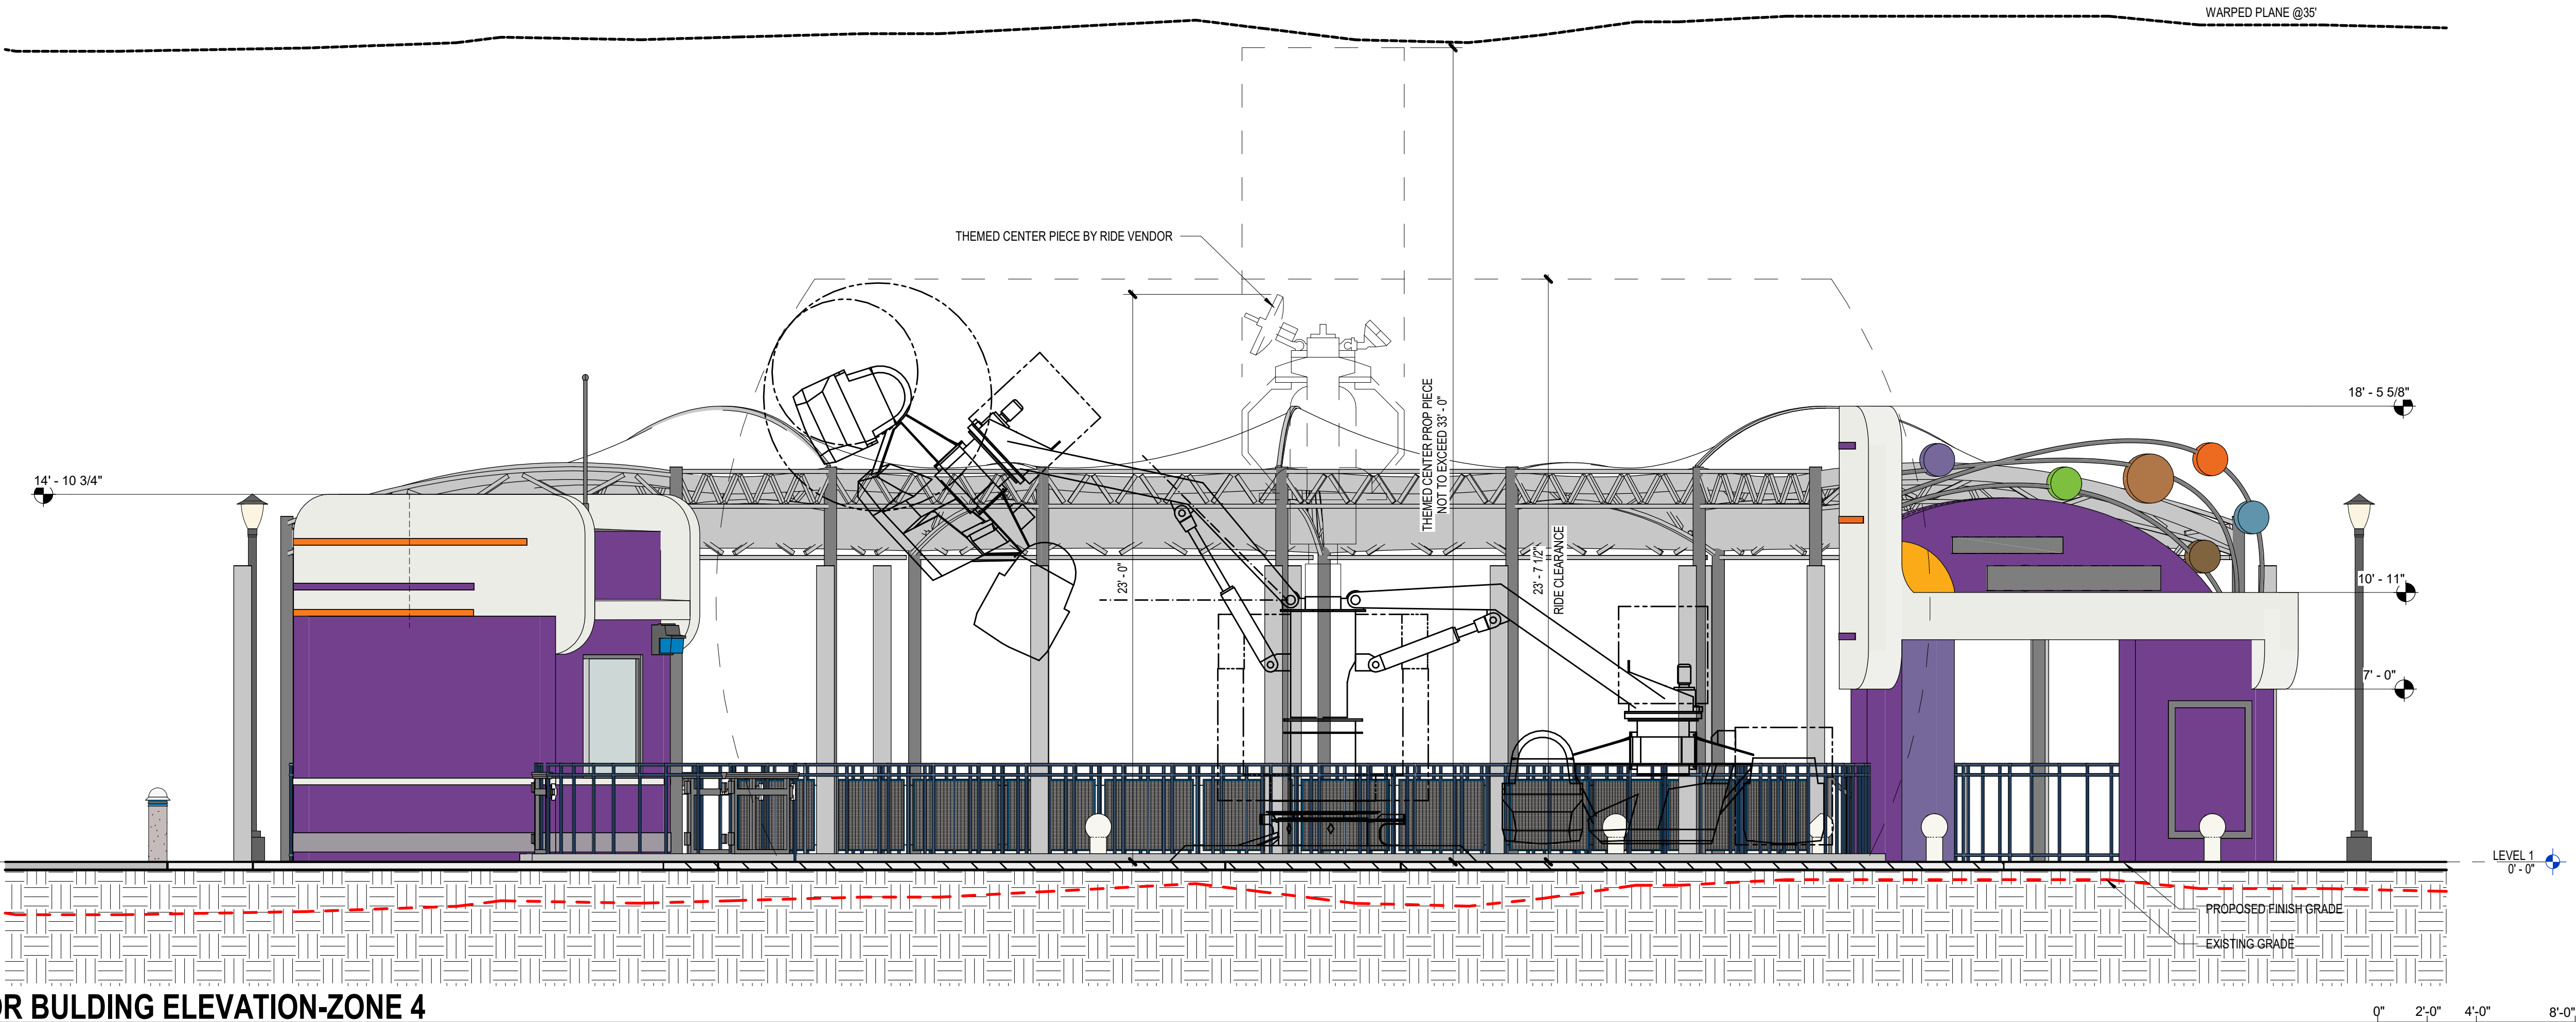 WARPED PLANE @35'
THEMED CENTER PIECE BY RIDE VENDOR
THEMED CENTER PROP PIECE
NOT TO EXCEED 33' - 0"
23' - 0"
23' - 7 1/2"
RIDE CLEARANCE
18' - 5 5/8"
14' - 10 3/4"
10' - 11"
7' - 0"
LEVEL 1
0' - 0"
PROPOSED FINISH GRADE
EXISTING GRADE
OR BULDING ELEVATION-ZONE 4
0" 2'-0" 4'-0" 8'-0"